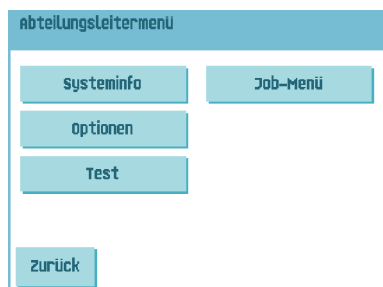 Abteilungsleitermenü
Systeminfo
Job-Menü
Optionen
Test
Zurück